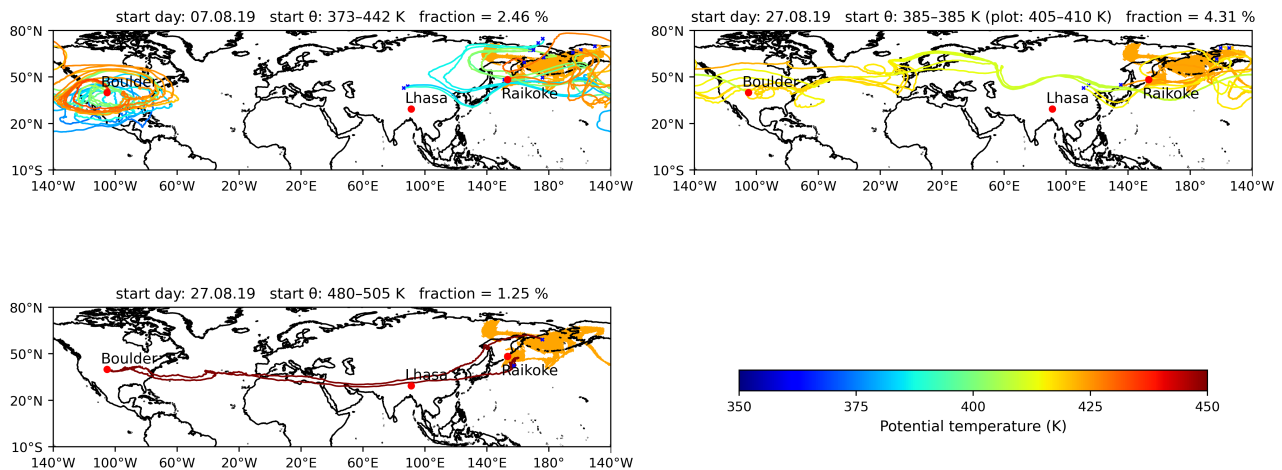 start day: 07.08.19 start θ: 373–442 K fraction = 2.46 %
80°N
50°N
20°N
10°S
Boulder
Lhasa
Raikoke
140°W 100°W 60°W 20°W 20°E 60°E 100°E 140°E 180° 140°W
start day: 27.08.19 start θ: 385–385 K (plot: 405–410 K) fraction = 4.31 %
80°N
50°N
20°N
10°S
Boulder
Lhasa
Raikoke
140°W 100°W 60°W 20°W 20°E 60°E 100°E 140°E 180° 140°W
start day: 27.08.19 start θ: 480–505 K fraction = 1.25 %
80°N
50°N
20°N
10°S
Boulder
Lhasa
Raikoke
140°W 100°W 60°W 20°W 20°E 60°E 100°E 140°E 180° 140°W
350 375 400 425 450
Potential temperature (K)